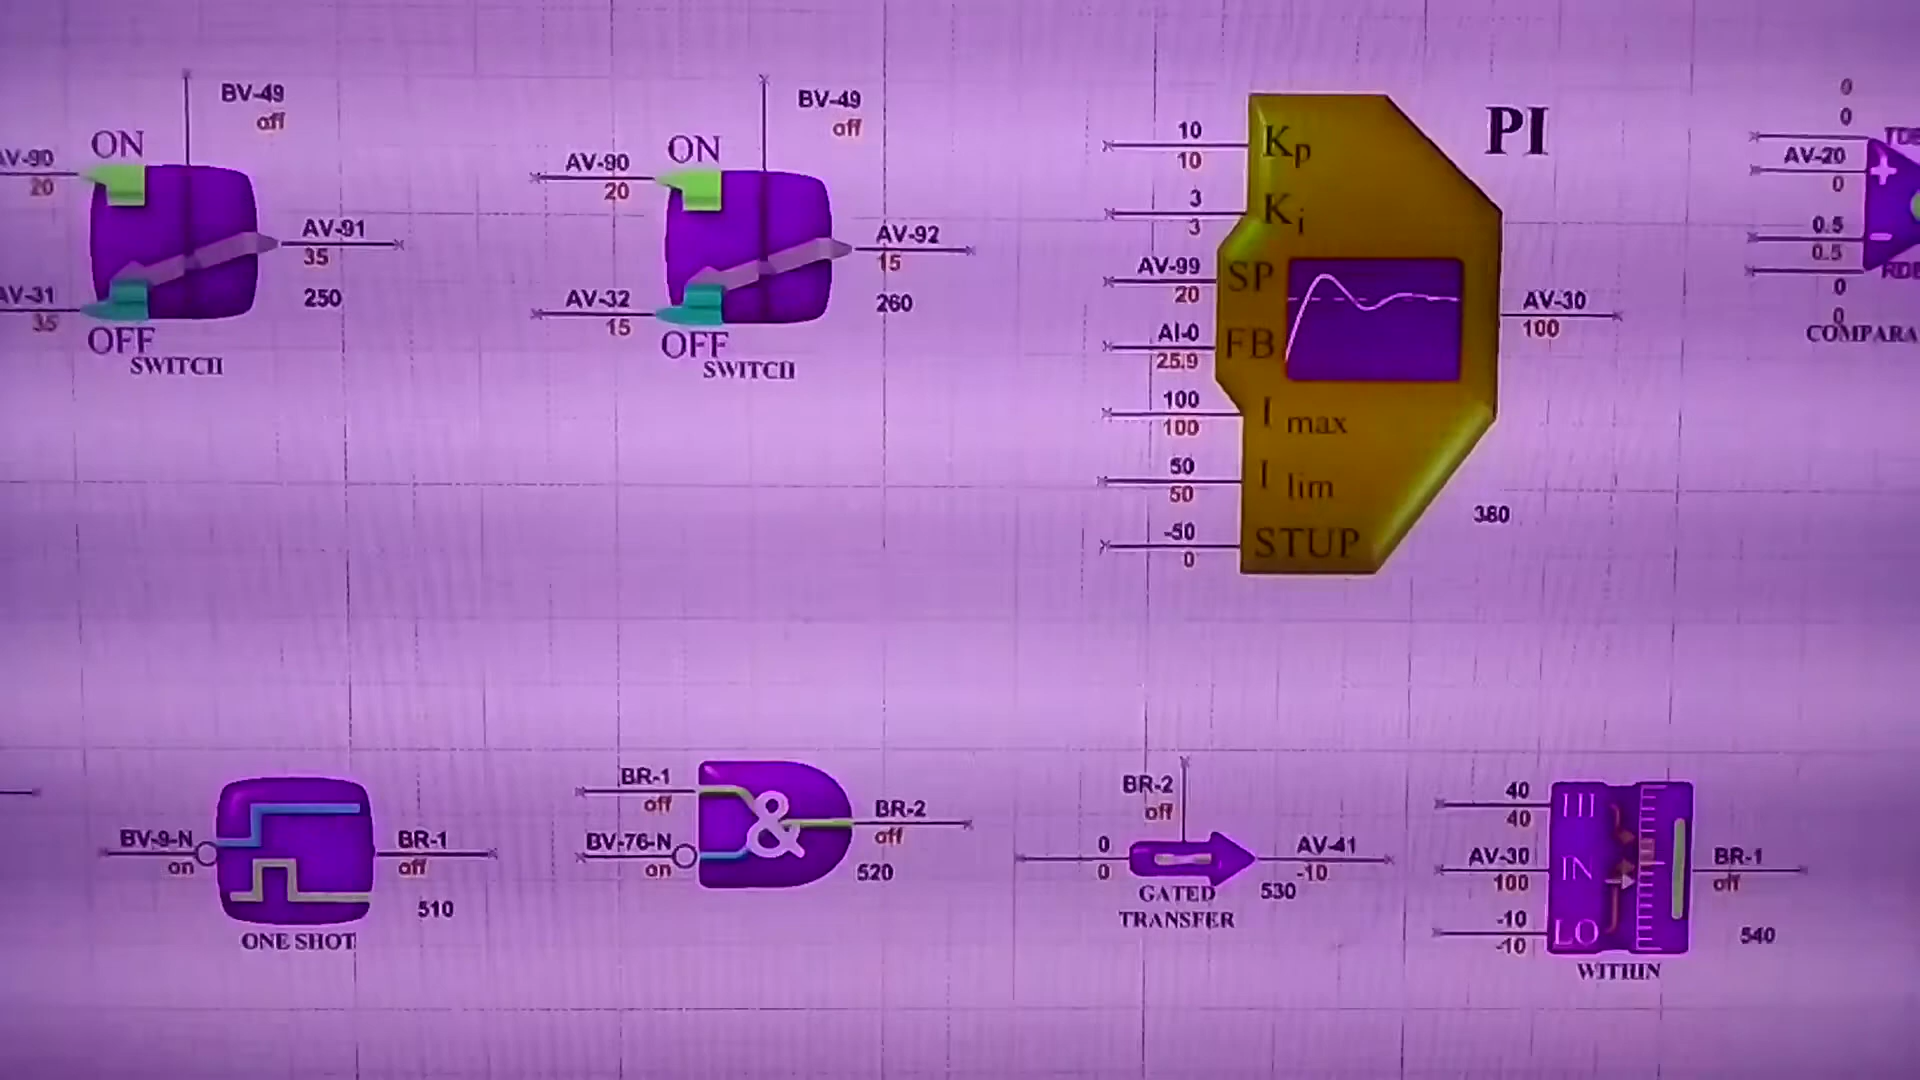 BV-49
off
ON
AV-90
20
AV-91
35
AV-31
35
OFF
250
SWITCH
BV-49
off
ON
AV-90
20
AV-92
15
AV-32
15
OFF
260
SWITCH
PI
10
10
Kp
3
3
Ki
AV-99
20
SP
AI-0
25.9
FB
100
100
I max
50
50
I lim
-50
0
STUP
AV-30
100
380
0
0
AV-20
0
0.5
0.5
0
0
COMPARA
BV-9-N
on
BR-1
off
510
ONE SHOT
BR-1
off
BV-76-N
on
&
BR-2
off
520
BR-2
off
0
0
AV-41
-10
530
GATED
TRANSFER
40
40
HI
AV-30
100
IN
-10
-10
LO
BR-1
off
540
WITHIN